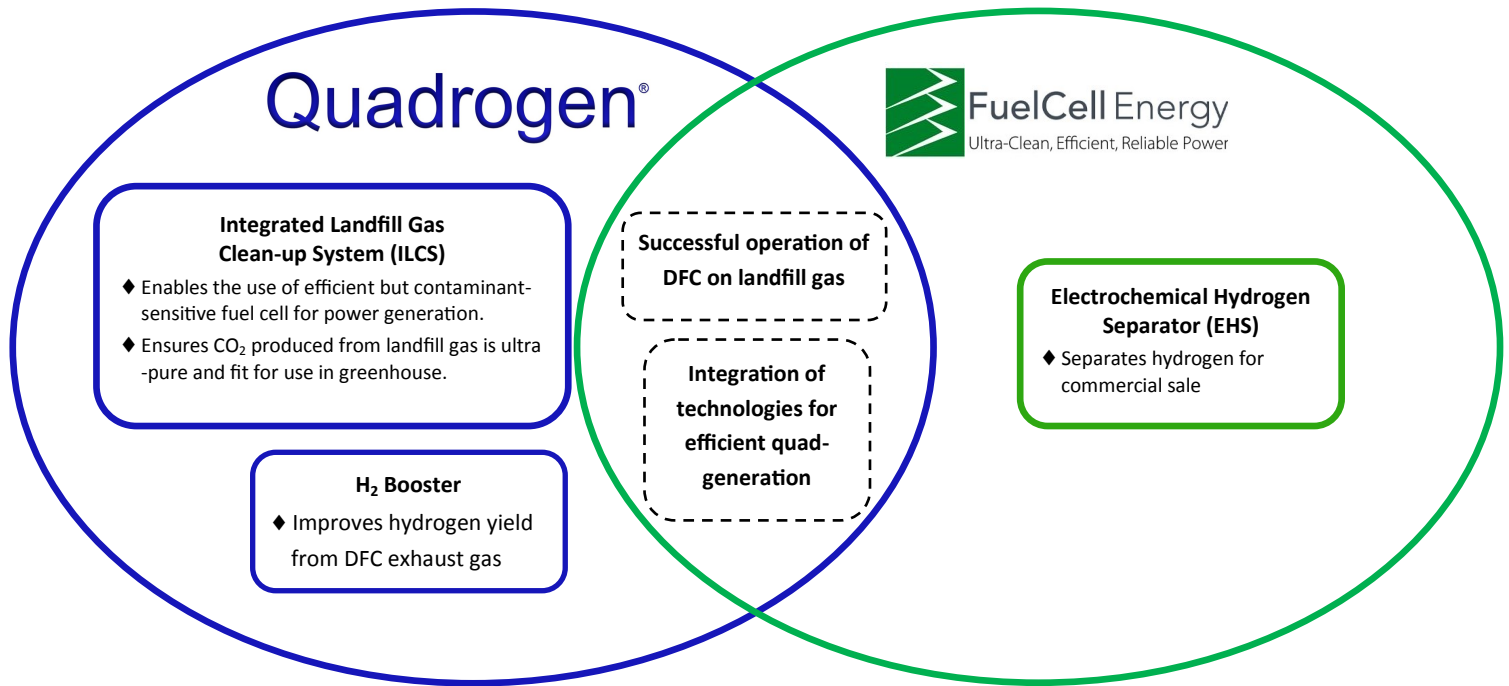 Quadrogen®
FuelCell Energy
Ultra-Clean, Efficient, Reliable Power
Integrated Landfill Gas
Clean-up System (ILCS)
♦ Enables the use of efficient but contaminant-
sensitive fuel cell for power generation.
♦ Ensures CO₂ produced from landfill gas is ultra
-pure and fit for use in greenhouse.
H₂ Booster
♦ Improves hydrogen yield
from DFC exhaust gas
Successful operation of
DFC on landfill gas
Integration of
technologies for
efficient quad-
generation
Electrochemical Hydrogen
Separator (EHS)
♦ Separates hydrogen for
commercial sale